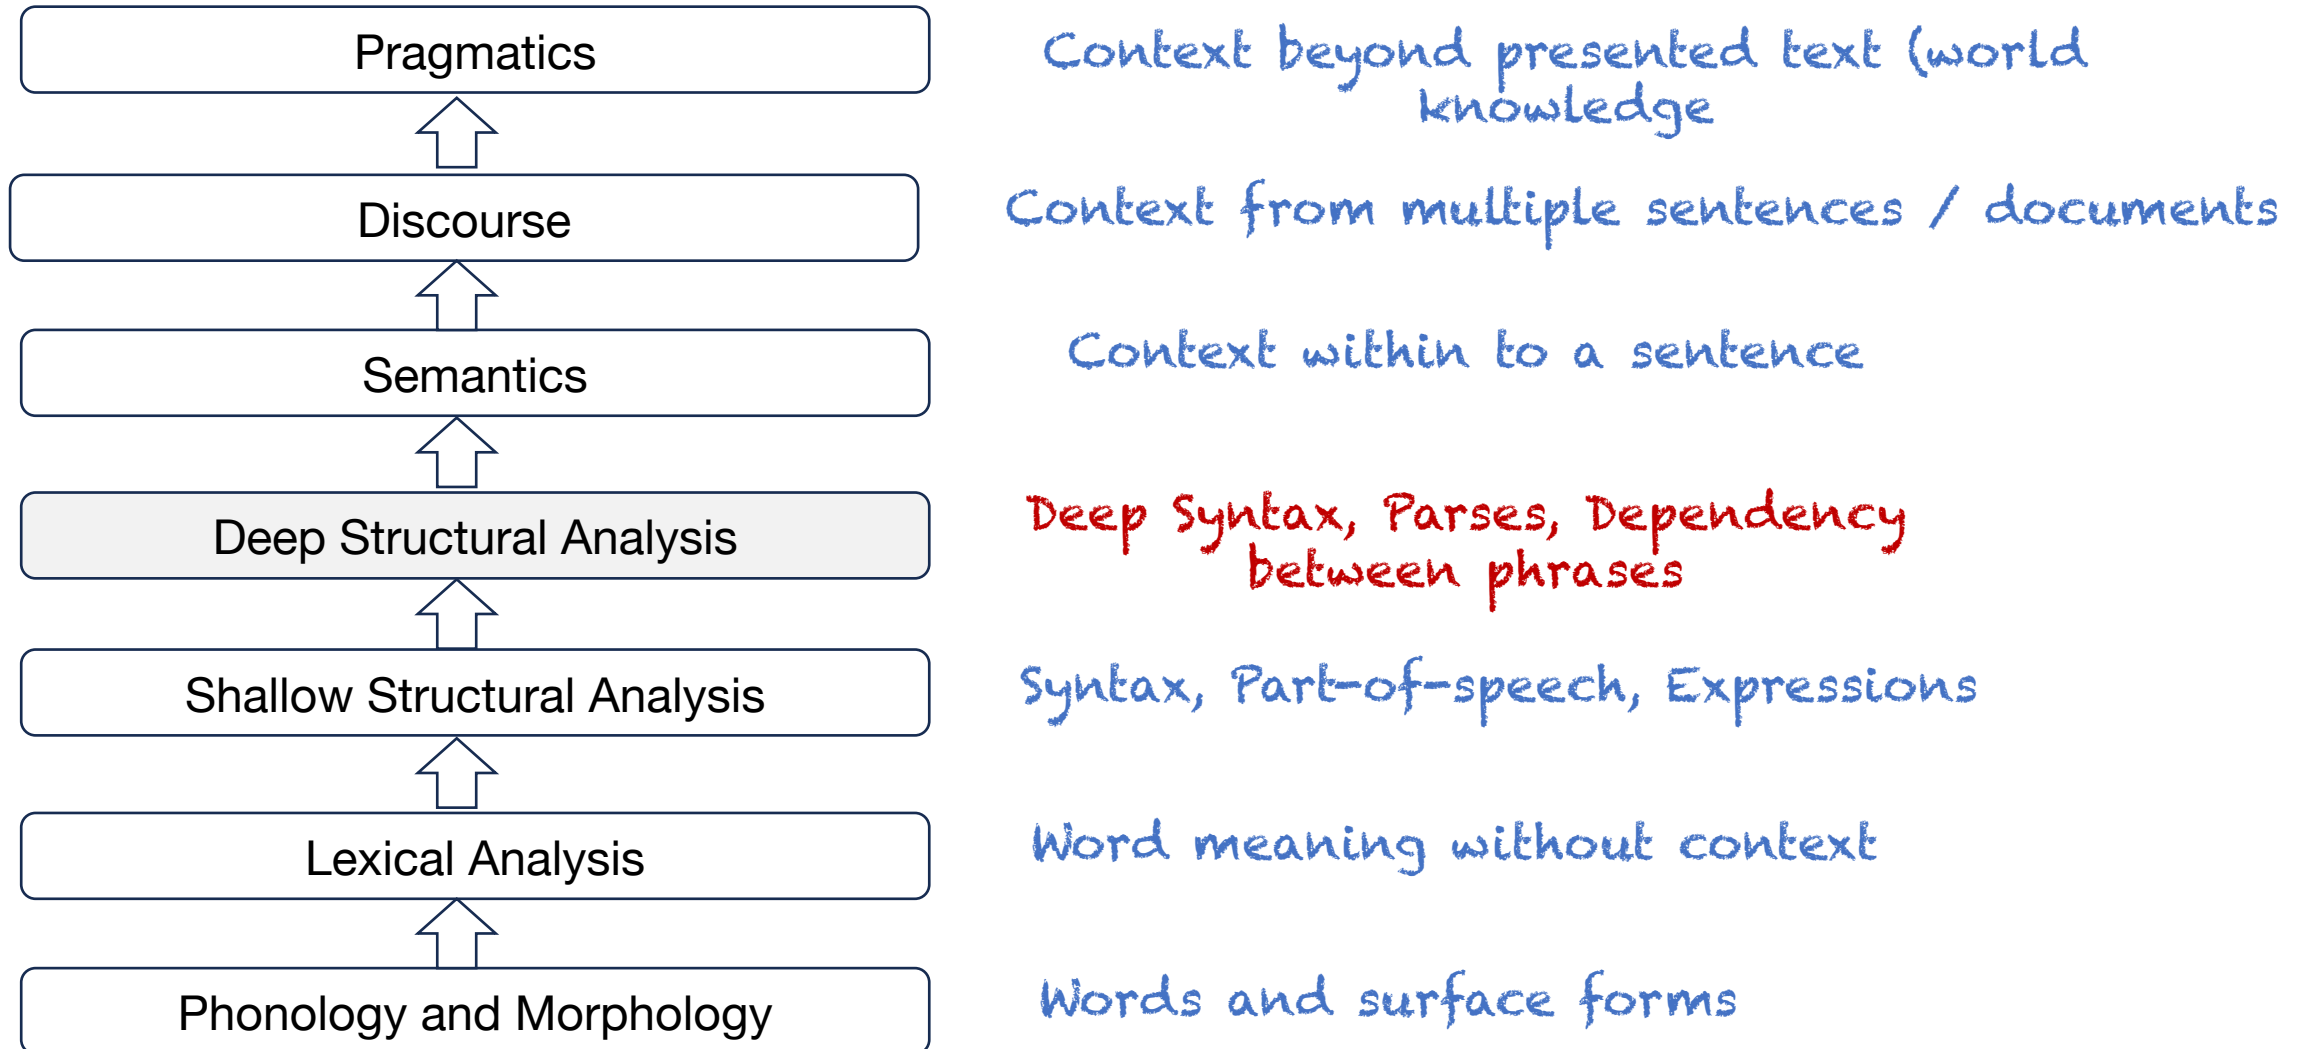 Pragmatics
Context beyond presented text (world
knowledge
Discourse
Context from multiple sentences / documents
Semantics
Context within to a sentence
Deep Structural Analysis
Deep Syntax, Parses, Dependency
between phrases
Shallow Structural Analysis
Syntax, Part-of-speech, Expressions
Lexical Analysis
Word meaning without context
Phonology and Morphology
Words and surface forms